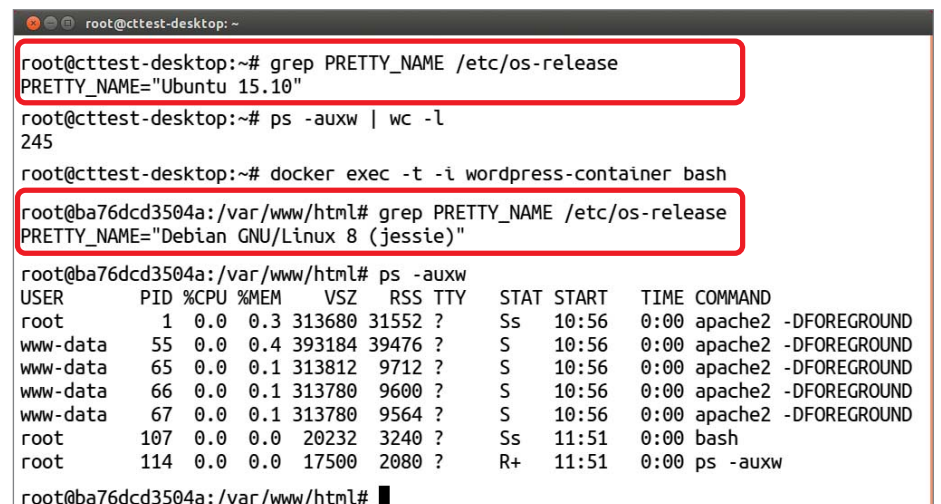 root@cttest-desktop: ~
root@cttest-desktop:~# grep PRETTY_NAME /etc/os-release
PRETTY_NAME="Ubuntu 15.10"
root@cttest-desktop:~# ps -auxw | wc -l
245
root@cttest-desktop:~# docker exec -t -i wordpress-container bash
root@ba76dcd3504a:/var/www/html# grep PRETTY_NAME /etc/os-release
PRETTY_NAME="Debian GNU/Linux 8 (jessie)"
root@ba76dcd3504a:/var/www/html# ps -auxw
USER       PID %CPU %MEM    VSZ   RSS TTY      STAT START   TIME COMMAND
root         1  0.0  0.3 313680 31552 ?        Ss   10:56   0:00 apache2 -DFOREGROUND
www-data    55  0.0  0.4 393184 39476 ?        S    10:56   0:00 apache2 -DFOREGROUND
www-data    65  0.0  0.1 313812  9712 ?        S    10:56   0:00 apache2 -DFOREGROUND
www-data    66  0.0  0.1 313780  9600 ?        S    10:56   0:00 apache2 -DFOREGROUND
www-data    67  0.0  0.1 313780  9564 ?        S    10:56   0:00 apache2 -DFOREGROUND
root       107  0.0  0.0  20232  3240 ?        Ss   11:51   0:00 bash
root       114  0.0  0.0  17500  2080 ?        R+   11:51   0:00 ps -auxw
root@ba76dcd3504a:/var/www/html#